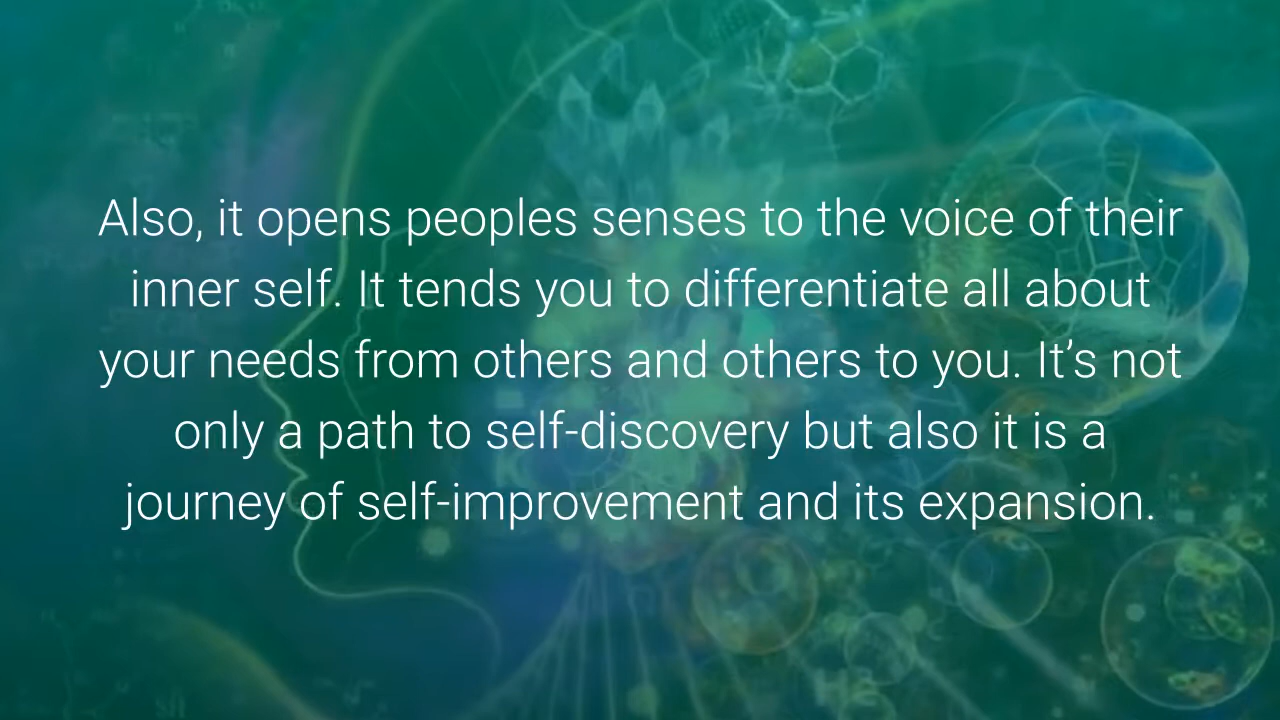 Also, it opens peoples senses to the voice of their
inner self. It tends you to differentiate all about
your needs from others and others to you. It’s not
only a path to self-discovery but also it is a
journey of self-improvement and its expansion.